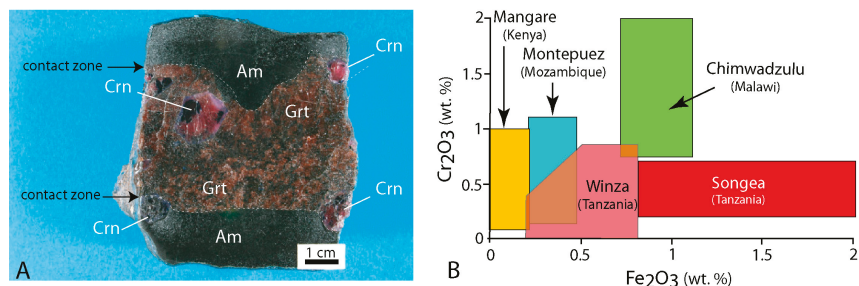 contact zone
Crn
Am
Crn
Grt
Grt
contact zone
Crn
Crn
Am
1 cm
A
Cr2O3 (wt. %)
2
1.5
1
0.5
0
Mangare
(Kenya)
Montepuez
(Mozambique)
Chimwadzulu
(Malawi)
Winza
(Tanzania)
Songea
(Tanzania)
0
0.5
1
1.5
2
B
Fe2O3 (wt. %)